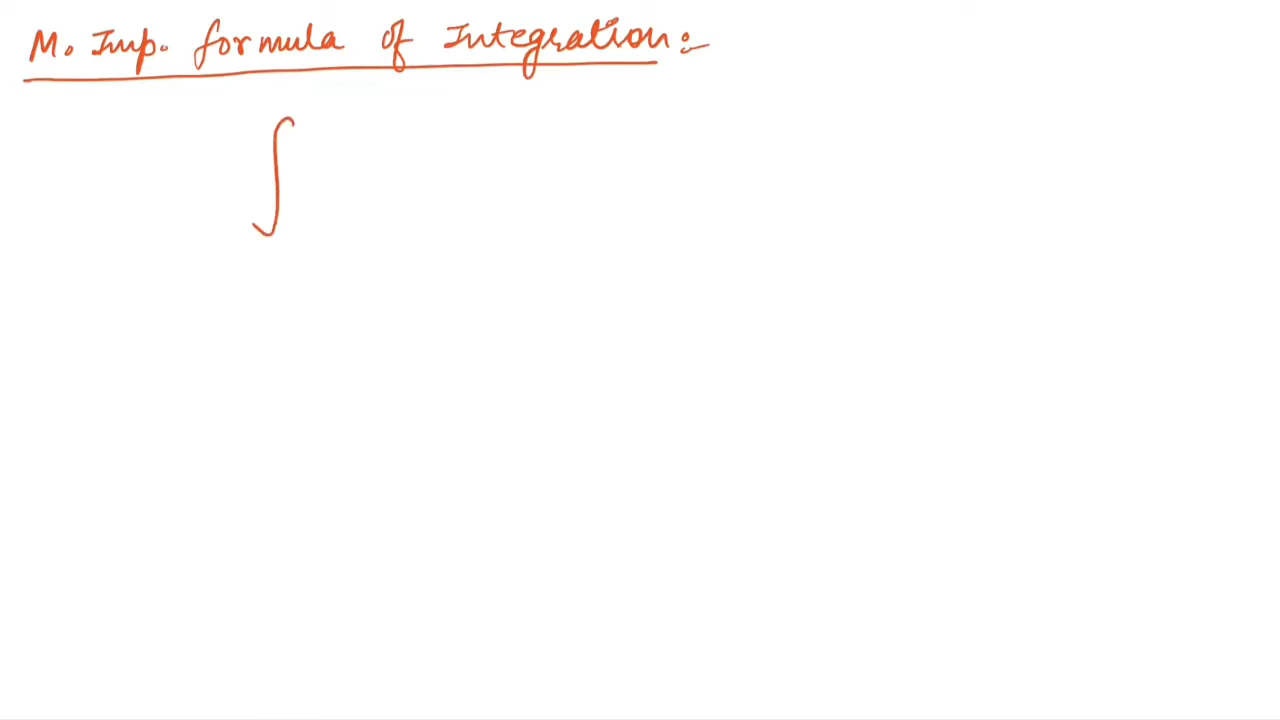 M. Imp. formula of Integration :-
∫